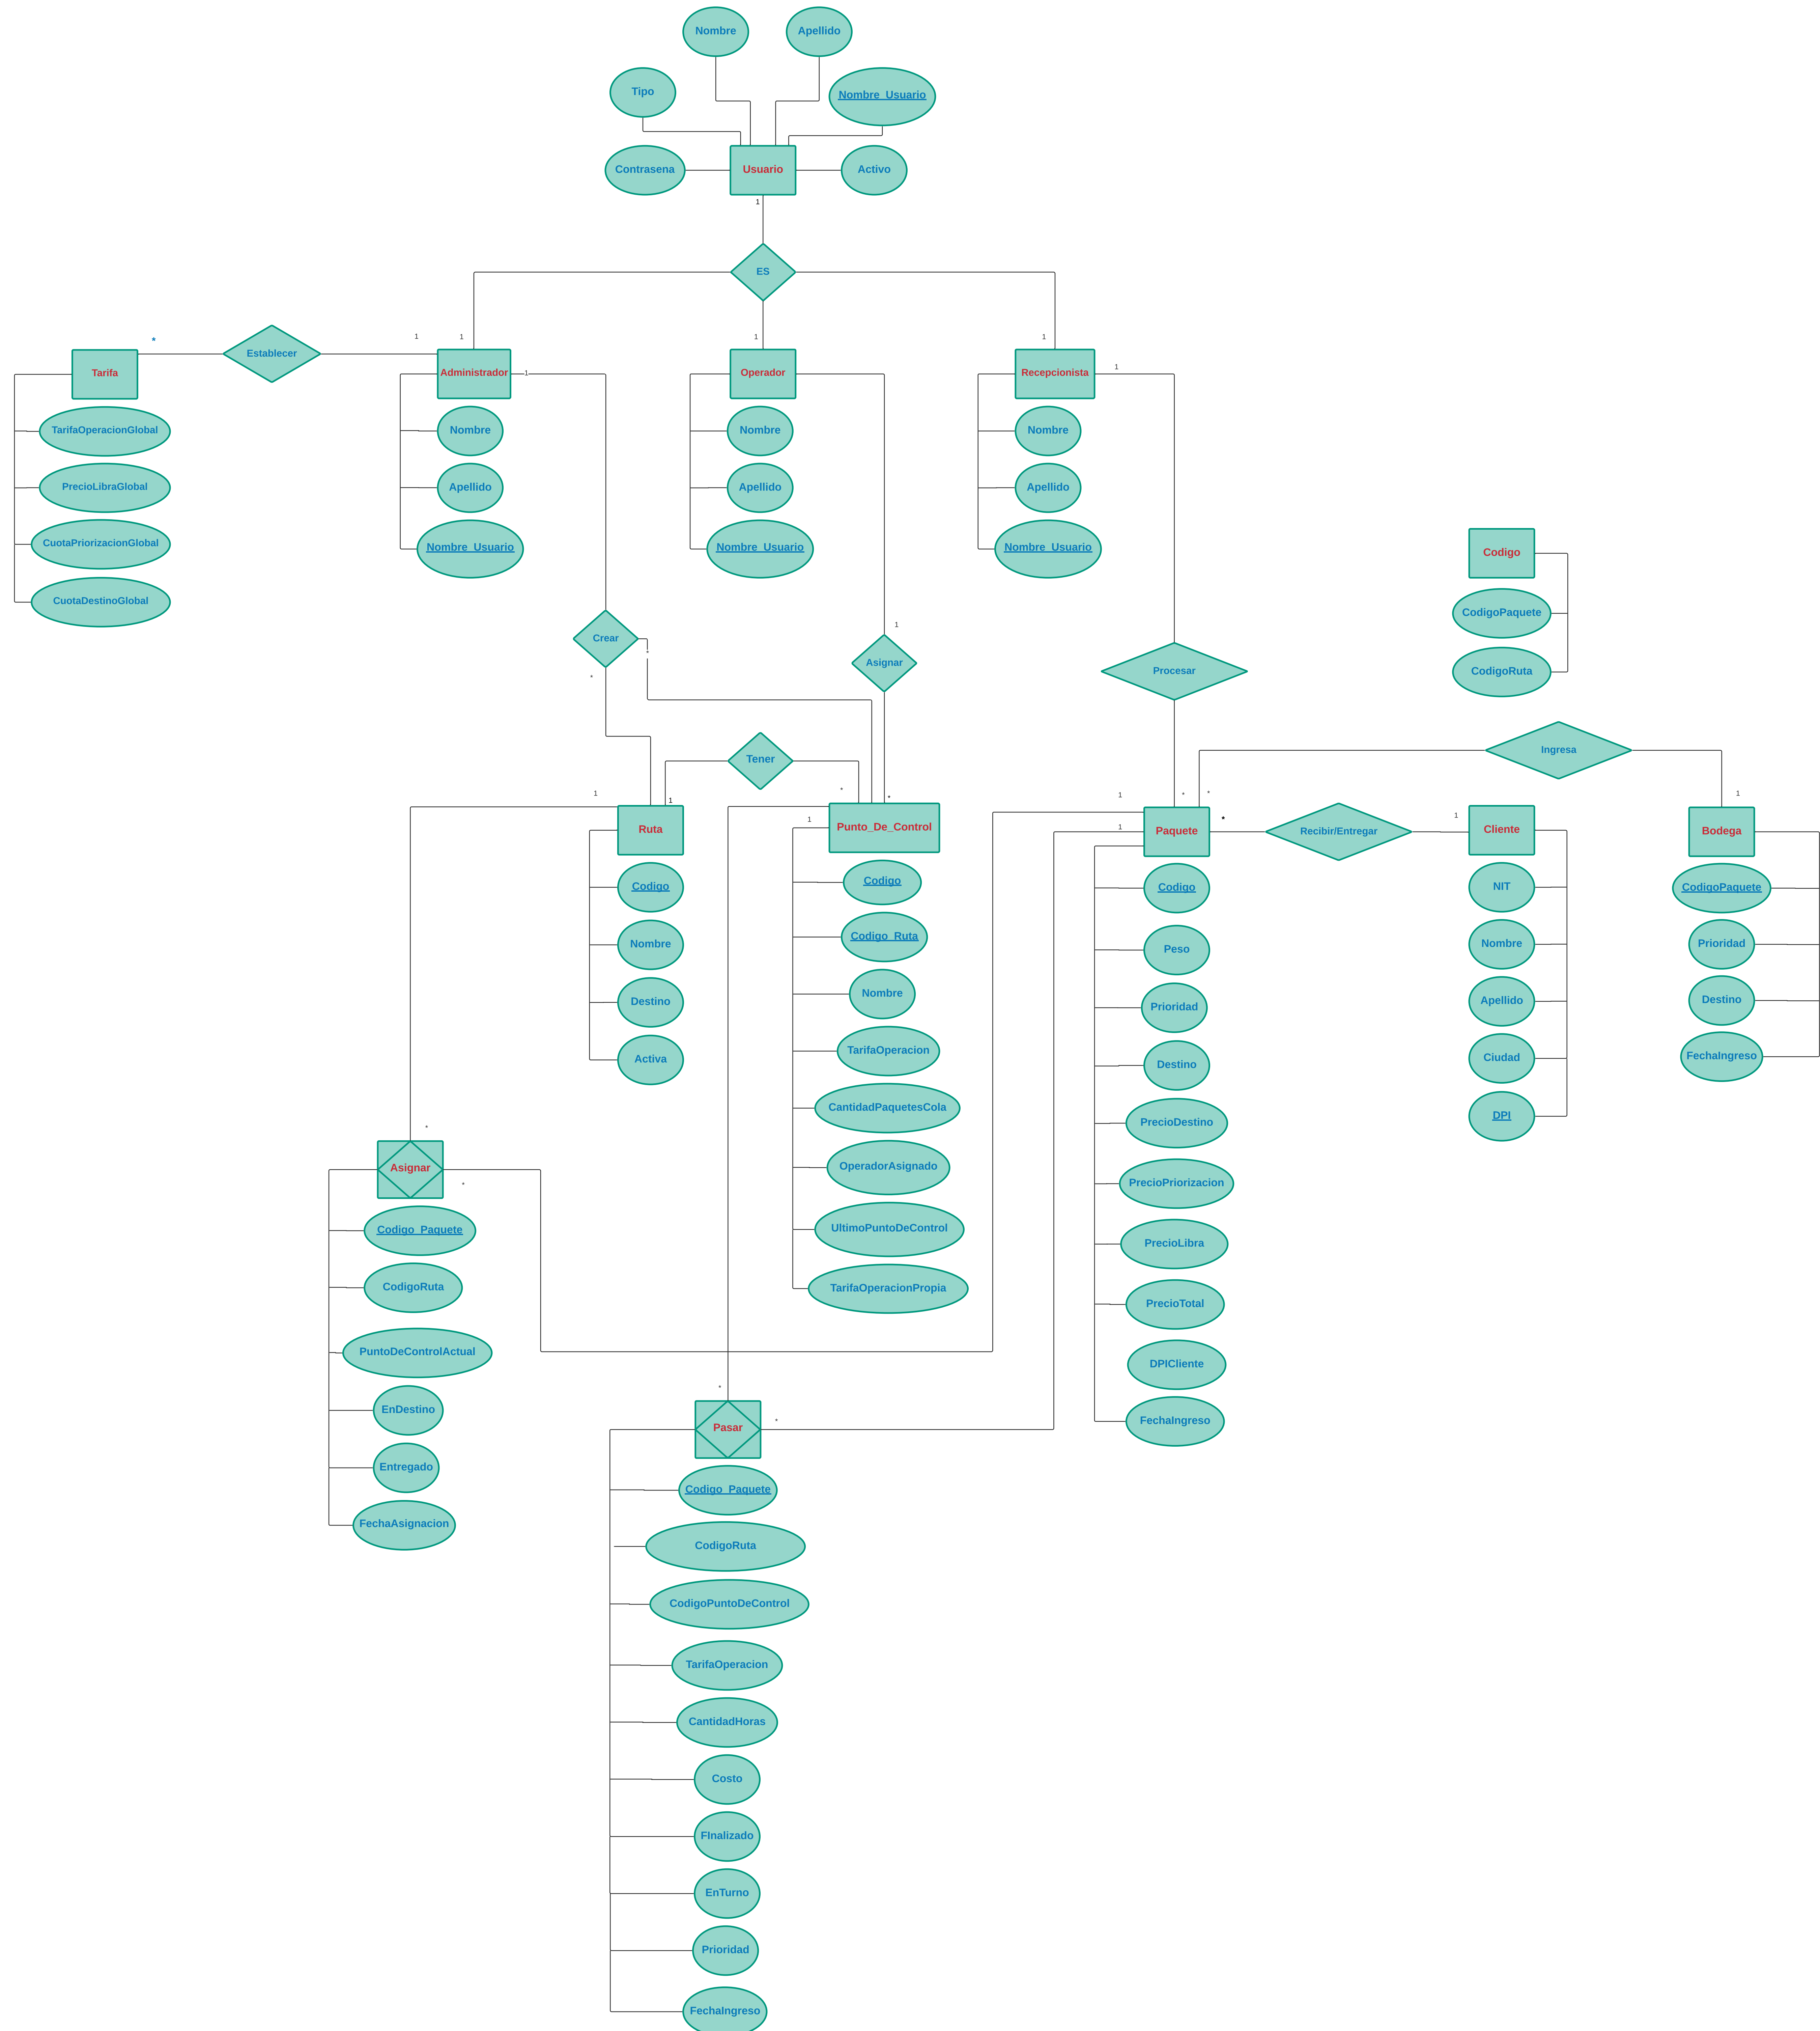 Nombre
Apellido
Tipo
Nombre_Usuario
Contrasena
Usuario
Activo
1
ES
*
Establecer
1
1
1
1
Tarifa
Administrador
1
Operador
Recepcionista
1
TarifaOperacionGlobal
PrecioLibraGlobal
CuotaPriorizacionGlobal
CuotaDestinoGlobal
Nombre
Apellido
Nombre_Usuario
Nombre
Apellido
Nombre_Usuario
Nombre
Apellido
Nombre_Usuario
Codigo
CodigoPaquete
CodigoRuta
Crear
*
*
1
Asignar
Procesar
Ingresa
Tener
1
1
*
*
1
1
1
*
*
*
1
1
Ruta
Punto_De_Control
Paquete
Recibir/Entregar
Cliente
Bodega
Codigo
Nombre
Destino
Activa
Codigo
Codigo_Ruta
Nombre
TarifaOperacion
CantidadPaquetesCola
OperadorAsignado
UltimoPuntoDeControl
TarifaOperacionPropia
Codigo
Peso
Prioridad
Destino
PrecioDestino
PrecioPriorizacion
PrecioLibra
PrecioTotal
DPICliente
FechaIngreso
NIT
Nombre
Apellido
Ciudad
DPI
CodigoPaquete
Prioridad
Destino
FechaIngreso
*
Asignar
*
Codigo_Paquete
CodigoRuta
PuntoDeControlActual
EnDestino
Entregado
FechaAsignacion
*
Pasar
*
Codigo_Paquete
CodigoRuta
CodigoPuntoDeControl
TarifaOperacion
CantidadHoras
Costo
FInalizado
EnTurno
Prioridad
FechaIngreso